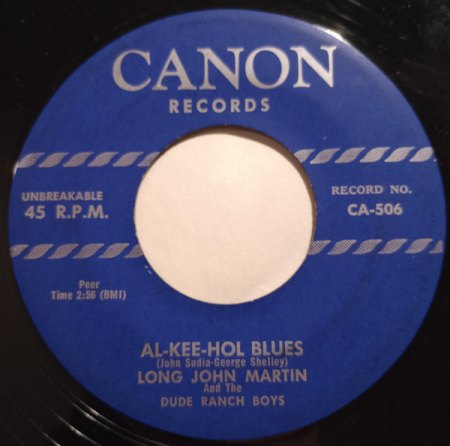 CANON
RECORDS
UNBREAKABLE
45 R.P.M.
RECORD NO.
CA-506
Peer
Time 2:56 (BMI)
AL-KEE-HOL BLUES
(John Sudia-George Shelley)
LONG JOHN MARTIN
And The
DUDE RANCH BOYS